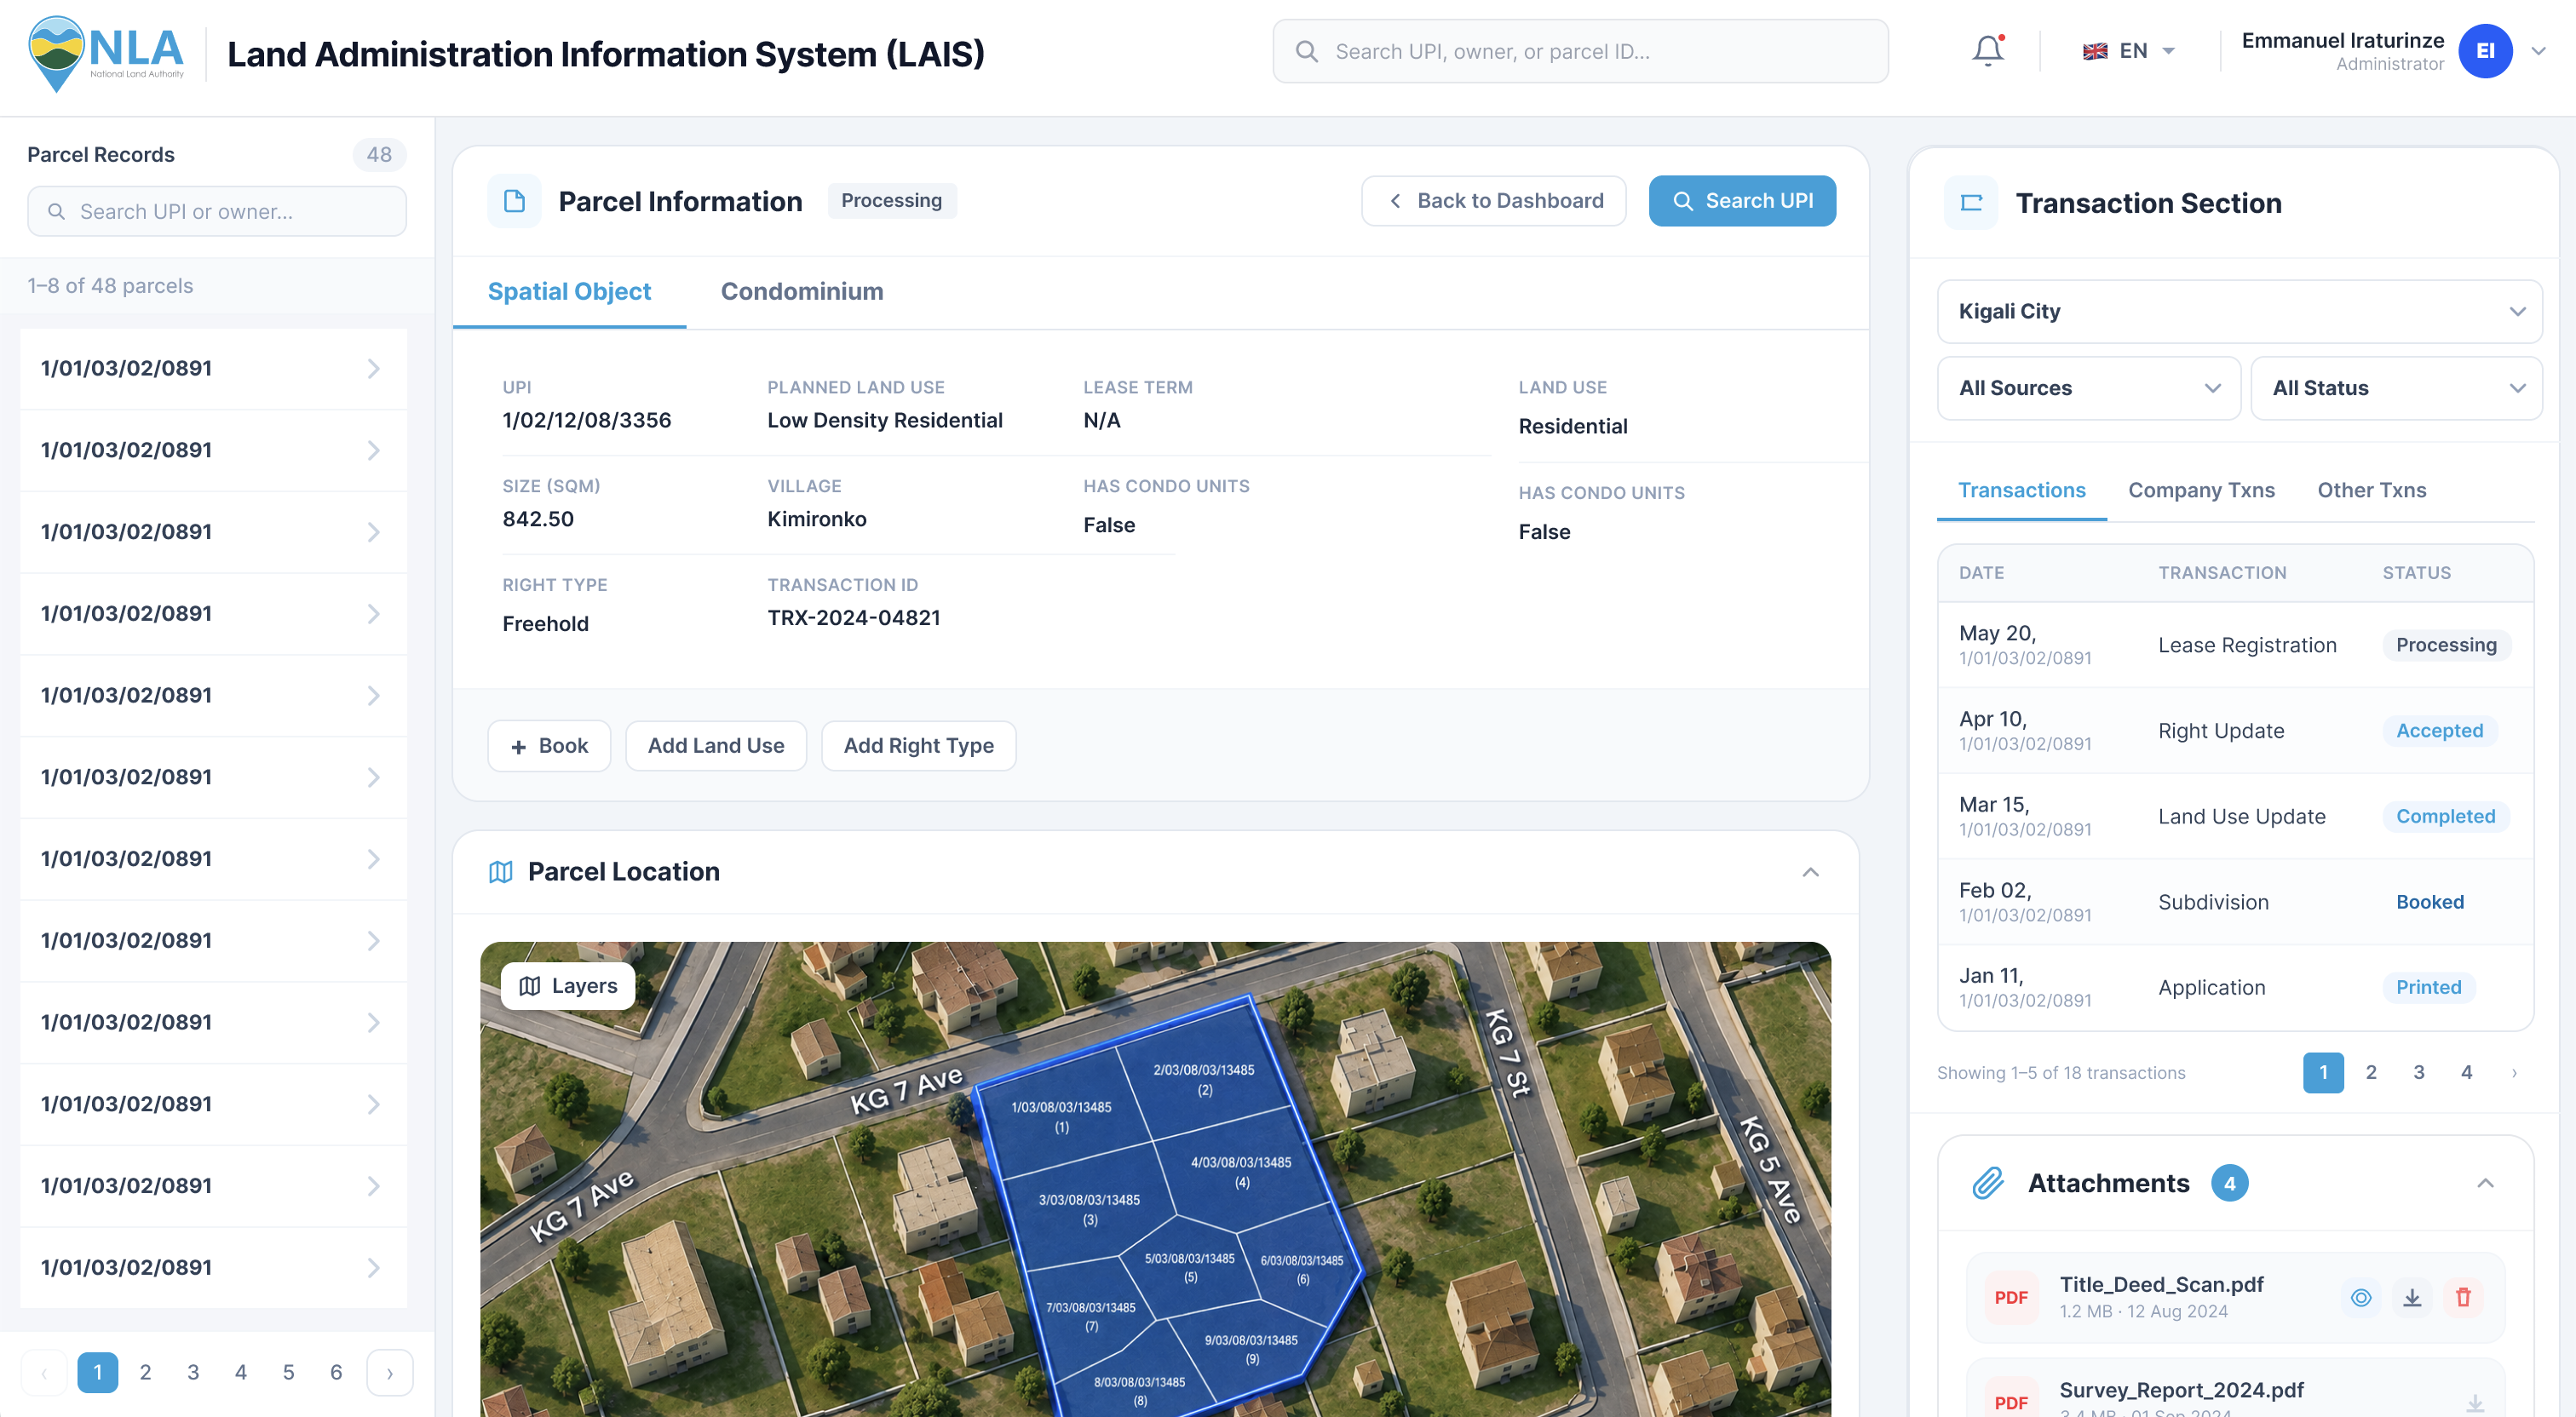 NLA
National Land Authority
Land Administration Information System (LAIS)
Search UPI, owner, or parcel ID...
EN
Emmanuel Iraturinze
Administrator
EI
Parcel Records
48
Search UPI or owner...
1–8 of 48 parcels
1/01/03/02/0891
1/01/03/02/0891
1/01/03/02/0891
1/01/03/02/0891
1/01/03/02/0891
1/01/03/02/0891
1/01/03/02/0891
1/01/03/02/0891
1/01/03/02/0891
1/01/03/02/0891
1/01/03/02/0891
1/01/03/02/0891
‹ 1 2 3 4 5 6 ›
Parcel Information
Processing
Back to Dashboard
Search UPI
Spatial Object
Condominium
UPI
1/02/12/08/3356
PLANNED LAND USE
Low Density Residential
LEASE TERM
N/A
LAND USE
Residential
SIZE (SQM)
842.50
VILLAGE
Kimironko
HAS CONDO UNITS
False
HAS CONDO UNITS
False
RIGHT TYPE
Freehold
TRANSACTION ID
TRX-2024-04821
+ Book
Add Land Use
Add Right Type
Parcel Location
Layers
KG 7 Ave
KG 7 Ave
KG 7 St
KG 5 Ave
1/03/08/03/13485
(1)
2/03/08/03/13485
(2)
3/03/08/03/13485
(3)
4/03/08/03/13485
(4)
5/03/08/03/13485
(5)
6/03/08/03/13485
(6)
7/03/08/03/13485
(7)
8/03/08/03/13485
(8)
9/03/08/03/13485
(9)
Transaction Section
Kigali City
All Sources
All Status
Transactions
Company Txns
Other Txns
DATE TRANSACTION STATUS
May 20,
1/01/03/02/0891
Lease Registration
Processing
Apr 10,
1/01/03/02/0891
Right Update
Accepted
Mar 15,
1/01/03/02/0891
Land Use Update
Completed
Feb 02,
1/01/03/02/0891
Subdivision
Booked
Jan 11,
1/01/03/02/0891
Application
Printed
Showing 1–5 of 18 transactions
1 2 3 4 ›
Attachments
4
PDF
Title_Deed_Scan.pdf
1.2 MB · 12 Aug 2024
PDF
Survey_Report_2024.pdf
3.4 MB · 01 Sep 2024